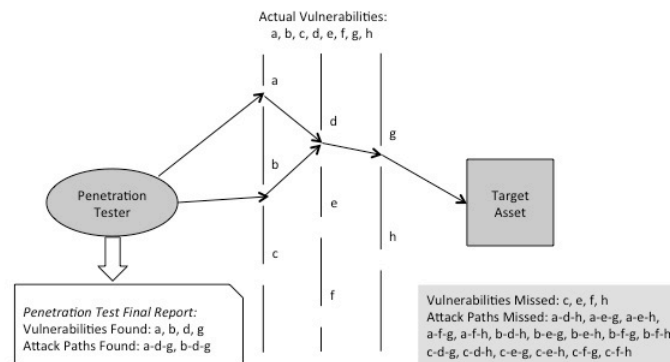 Actual Vulnerabilities:
a, b, c, d, e, f, g, h
a
d
g
b
Penetration
Tester
e
Target
Asset
c
h
f
Penetration Test Final Report:
Vulnerabilities Found: a, b, d, g
Attack Paths Found: a-d-g, b-d-g
Vulnerabilities Missed: c, e, f, h
Attack Paths Missed: a-d-h, a-e-g, a-e-h,
a-f-g, a-f-h, b-d-h, b-e-g, b-e-h, b-f-g, b-f-h
c-d-g, c-d-h, c-e-g, c-e-h, c-f-g, c-f-h